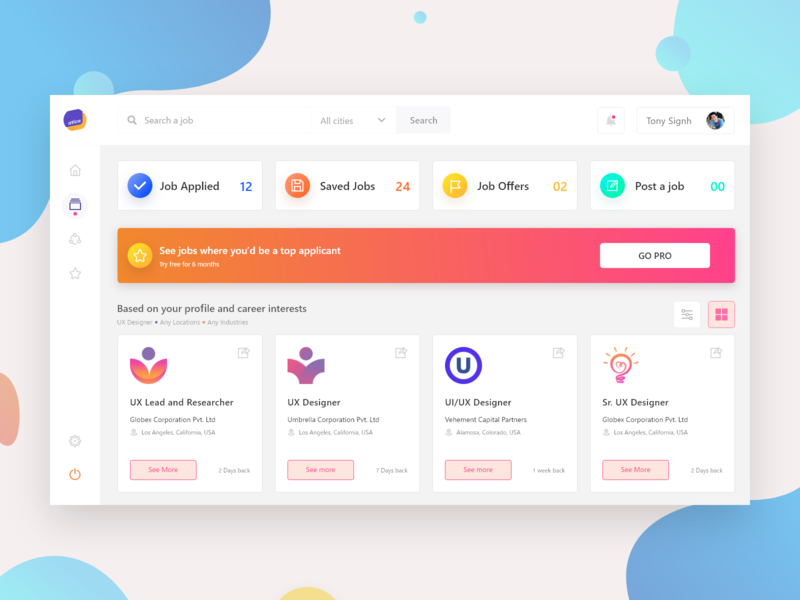 utica
Search a job
All cities
Search
Tony Signh
Job Applied
12
Saved Jobs
24
Job Offers
02
Post a job
00
See jobs where you'd be a top applicant
Try free for 6 months
GO PRO
Based on your profile and career interests
UX Designer • Any Locations • Any Industries
UX Lead and Researcher
Globex Corporation Pvt. Ltd
Los Angeles, California, USA
See More
2 Days back
UX Designer
Umbrella Corporation Pvt. Ltd
Los Angeles, California, USA
See more
7 Days back
U
UI/UX Designer
Vehement Capital Partners
Alamosa, Colorado, USA
See more
1 week back
Sr. UX Designer
Globex Corporation Pvt. Ltd
Los Angeles, California, USA
See More
2 Days back